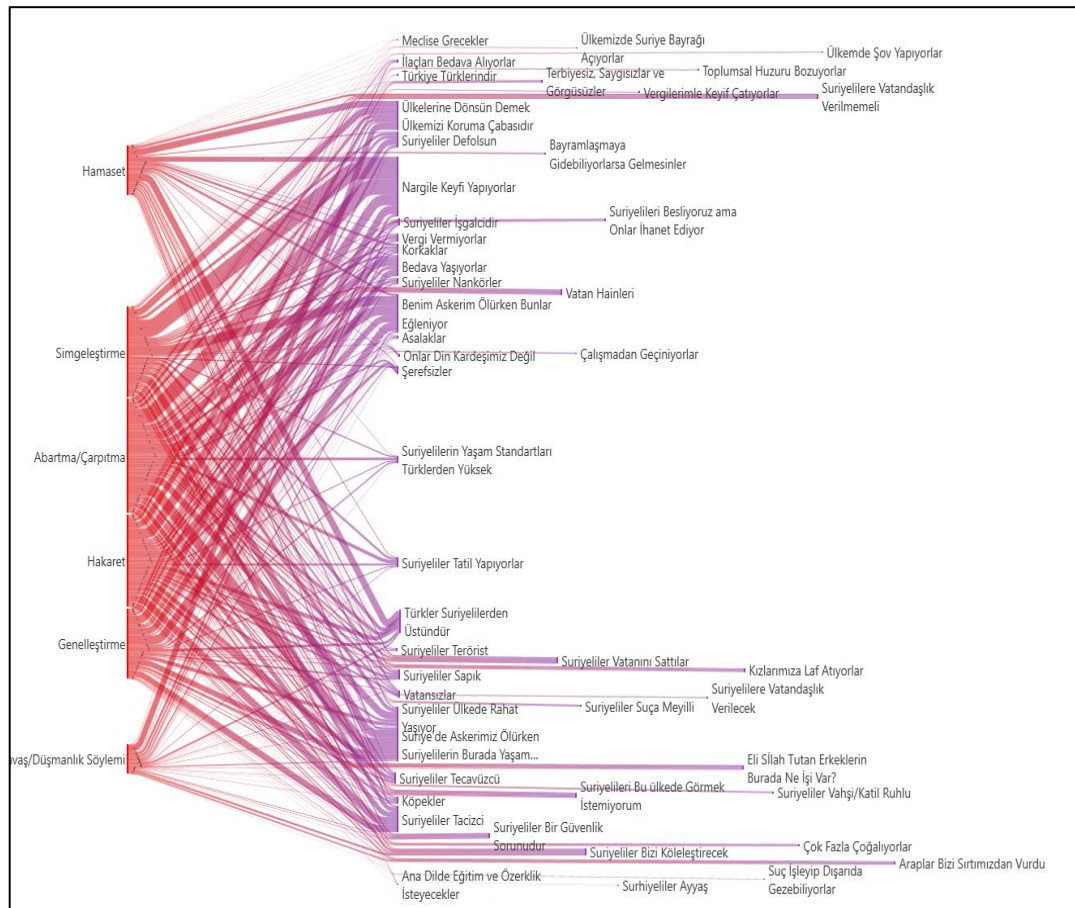 Meclise Grecekler
Ülkemizde Suriye Bayrağı
Açıyorlar
Ülkemde Şov Yapıyorlar
İlaçları Bedava Alıyorlar
Toplumsal Huzuru Bozuyorlar
Türkiye Türklerindir
Terbiyesiz, Saygısızlar ve
Görgüsüzler
Vergilerimle Keyif Çatıyorlar
Suriyelilere Vatandaşlık
Verilmemeli
Ülkelerine Dönsün Demek
Ülkemizi Koruma Çabasıdır
Suriyeliler Defolsun
Bayramlaşmaya
Gidebiliyorlarsa Gelmesinler
Hamaset
Nargile Keyfi Yapıyorlar
Suriyeliler İşgalcidir
Suriyelileri Besliyoruz ama
Onlar İhanet Ediyor
Vergi Vermiyorlar
Korkaklar
Bedava Yaşıyorlar
Suriyeliler Nankörler
Vatan Hainleri
Benim Askerim Ölürken Bunlar
Eğleniyor
Asalaklar
Simgeleştirme
Onlar Din Kardeşimiz Değil
Çalışmadan Geçiniyorlar
Şerefsizler
Abartma/Çarpıtma
Suriyelilerin Yaşam Standartları
Türklerden Yüksek
Hakaret
Suriyeliler Tatil Yapıyorlar
Türkler Suriyelilerden
Üstündür
Genelleştirme
Suriyeliler Terörist
Suriyeliler Vatanını Sattılar
Kızlarımıza Laf Atıyorlar
Suriyeliler Sapık
Vatansızlar
Suriyeliler Suça Meyilli
Suriyelilere Vatandaşlık
Verilecek
Suriyeliler Ülkede Rahat
Yaşıyor
Suriye'de Askerimiz Ölürken
Suriyelilerin Burada Yaşam...
vaş/Düşmanlık Söylemi
Eli Sİlah Tutan Erkeklerin
Burada Ne İşi Var?
Suriyeliler Tecavüzcü
Suriyelileri Bu ülkede Görmek
İstemiyorum
Suriyeliler Vahşi/Katil Ruhlu
Köpekler
Suriyeliler Tacizci
Suriyeliler Bir Güvenlik
Sorunudur
Çok Fazla Çoğalıyorlar
Suriyeliler Bizi Köleleştirecek
Araplar Bizi Sırtımızdan Vurdu
Ana Dilde Eğitim ve Özerklik
İsteyecekler
Surhiyeliler Ayyaş
Suç İşleyip Dışarıda
Gezebiliyorlar